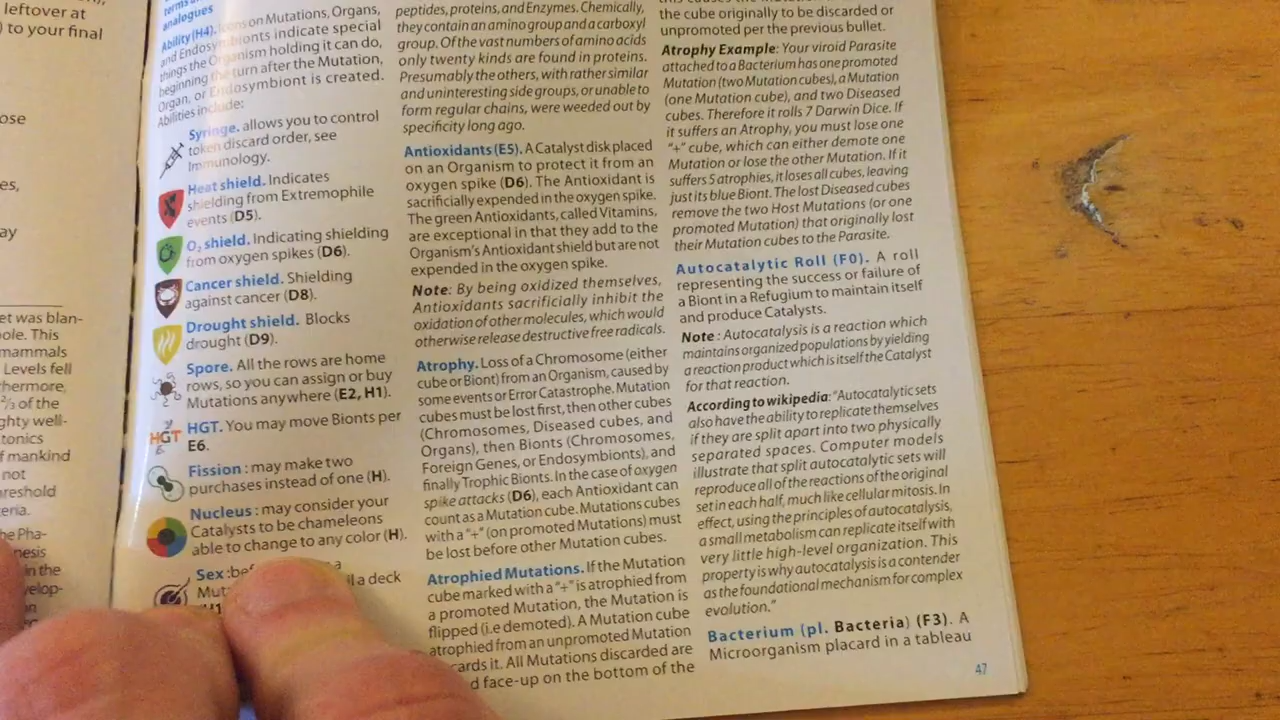 leftover at
to your final
ose
es,
ay
et was blan-
ole. This
mammals
Levels fell
hermore,
⅔ of the
ghty well-
tonics
f mankind
not
reshold
eria.
he Pha-
nesis
in the
velop-
on
analogues
Ability (H4). Icons on Mutations, Organs,
and Endosymbionts indicate special
things the Organism holding it can do,
beginning the turn after the Mutation,
Organ, or Endosymbiont is created.
Abilities include:
Syringe. allows you to control
token discard order, see
Immunology.
Heat shield. Indicates
shielding from Extremophile
events (D5).
O₂ shield. Indicating shielding
from oxygen spikes (D6).
Cancer shield. Shielding
against cancer (D8).
Drought shield. Blocks
drought (D9).
Spore. All the rows are home
rows, so you can assign or buy
Mutations anywhere (E2, H1).
HGT
HGT. You may move Bionts per
E6.
Fission : may make two
purchases instead of one (H).
Nucleus : may consider your
Catalysts to be chameleons
able to change to any color (H).
Sex :be
a deck
peptides, proteins, and Enzymes. Chemically,
they contain an amino group and a carboxyl
group. Of the vast numbers of amino acids
only twenty kinds are found in proteins.
Presumably the others, with rather similar
and uninteresting side groups, or unable to
form regular chains, were weeded out by
specificity long ago.
Antioxidants (E5). A Catalyst disk placed
on an Organism to protect it from an
oxygen spike (D6). The Antioxidant is
sacrificially expended in the oxygen spike.
The green Antioxidants, called Vitamins,
are exceptional in that they add to the
Organism's Antioxidant shield but are not
expended in the oxygen spike.
Note: By being oxidized themselves,
Antioxidants sacrificially inhibit the
oxidation of other molecules, which would
otherwise release destructive free radicals.
Atrophy. Loss of a Chromosome (either
cube or Biont) from an Organism, caused by
some events or Error Catastrophe. Mutation
cubes must be lost first, then other cubes
(Chromosomes, Diseased cubes, and
Organs), then Bionts (Chromosomes,
Foreign Genes, or Endosymbionts), and
finally Trophic Bionts. In the case of oxygen
spike attacks (D6), each Antioxidant can
count as a Mutation cube. Mutations cubes
with a "+" (on promoted Mutations) must
be lost before other Mutation cubes.
Atrophied Mutations. If the Mutation
cube marked with a "+" is atrophied from
a promoted Mutation, the Mutation is
flipped (i.e demoted). A Mutation cube
atrophied from an unpromoted Mutation
cards it. All Mutations discarded are
d face-up on the bottom of the
the cube originally to be discarded or
unpromoted per the previous bullet.
Atrophy Example: Your viroid Parasite
attached to a Bacterium has one promoted
Mutation (two Mutation cubes), a Mutation
(one Mutation cube), and two Diseased
cubes. Therefore it rolls 7 Darwin Dice. If
it suffers an Atrophy, you must lose one
"+" cube, which can either demote one
Mutation or lose the other Mutation. If it
suffers 5 atrophies, it loses all cubes, leaving
just its blue Biont. The lost Diseased cubes
remove the two Host Mutations (or one
promoted Mutation) that originally lost
their Mutation cubes to the Parasite.
Autocatalytic Roll (F0). A roll
representing the success or failure of
a Biont in a Refugium to maintain itself
and produce Catalysts.
Note : Autocatalysis is a reaction which
maintains organized populations by yielding
a reaction product which is itself the Catalyst
for that reaction.
According to wikipedia: "Autocatalytic sets
also have the ability to replicate themselves
if they are split apart into two physically
separated spaces. Computer models
illustrate that split autocatalytic sets will
reproduce all of the reactions of the original
set in each half, much like cellular mitosis. In
effect, using the principles of autocatalysis,
a small metabolism can replicate itself with
very little high-level organization. This
property is why autocatalysis is a contender
as the foundational mechanism for complex
evolution."
Bacterium (pl. Bacteria) (F3). A
Microorganism placard in a tableau
47